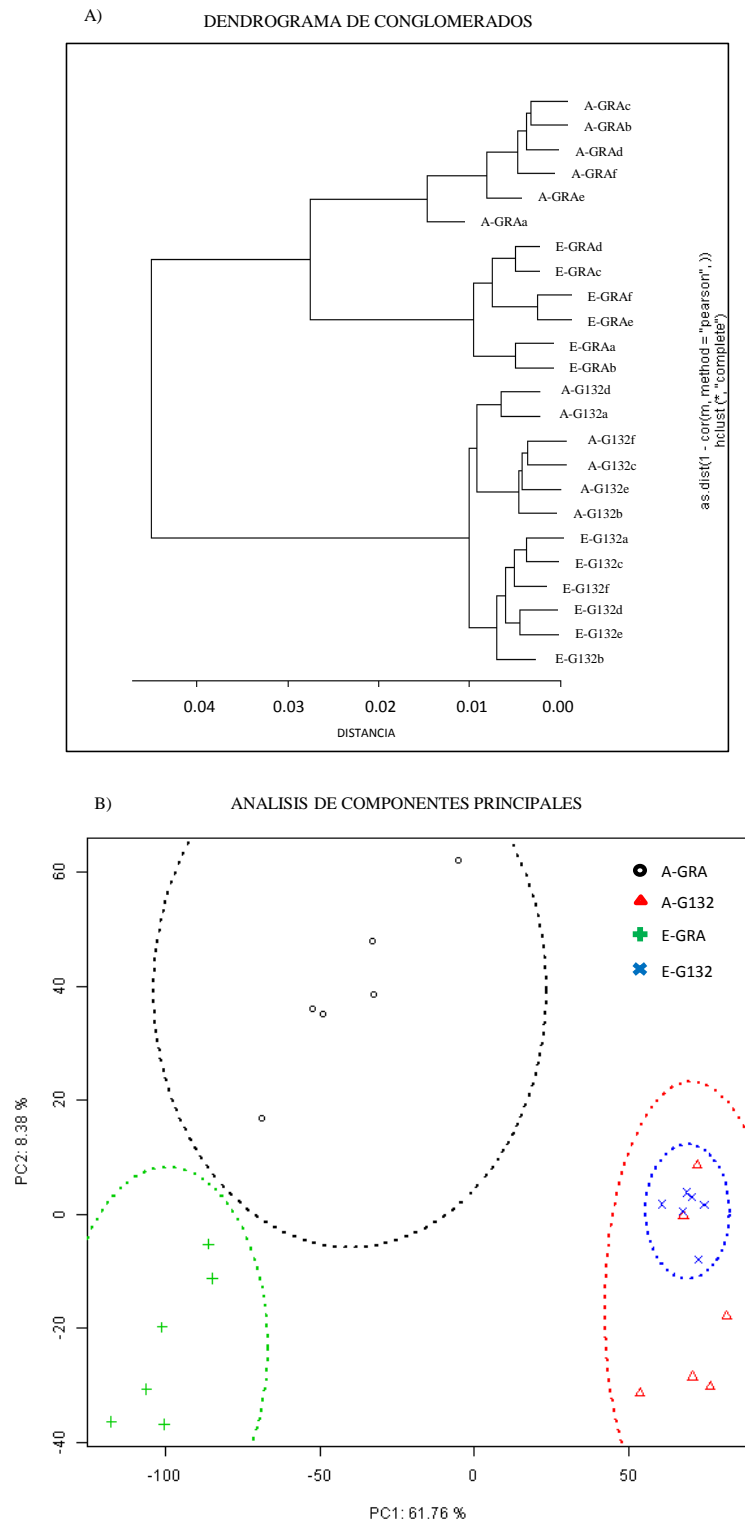 A)
DENDROGRAMA DE CONGLOMERADOS
A-GRAc
A-GRAb
A-GRAd
A-GRAf
A-GRAe
A-GRAa
E-GRAd
E-GRAc
E-GRAf
E-GRAe
E-GRAa
E-GRAb
A-G132d
A-G132a
A-G132f
A-G132c
A-G132e
A-G132b
E-G132a
E-G132c
E-G132f
E-G132d
E-G132e
E-G132b
as.dist(1 - cor(m, method = "pearson", ))
hclust (*, "complete")
0.04 0.03 0.02 0.01 0.00
DISTANCIA
B)
ANALISIS DE COMPONENTES PRINCIPALES
A-GRA
A-G132
E-GRA
E-G132
60
40
20
0
-20
-40
PC2: 8.38 %
-100 -50 0 50
PC1: 61.76 %